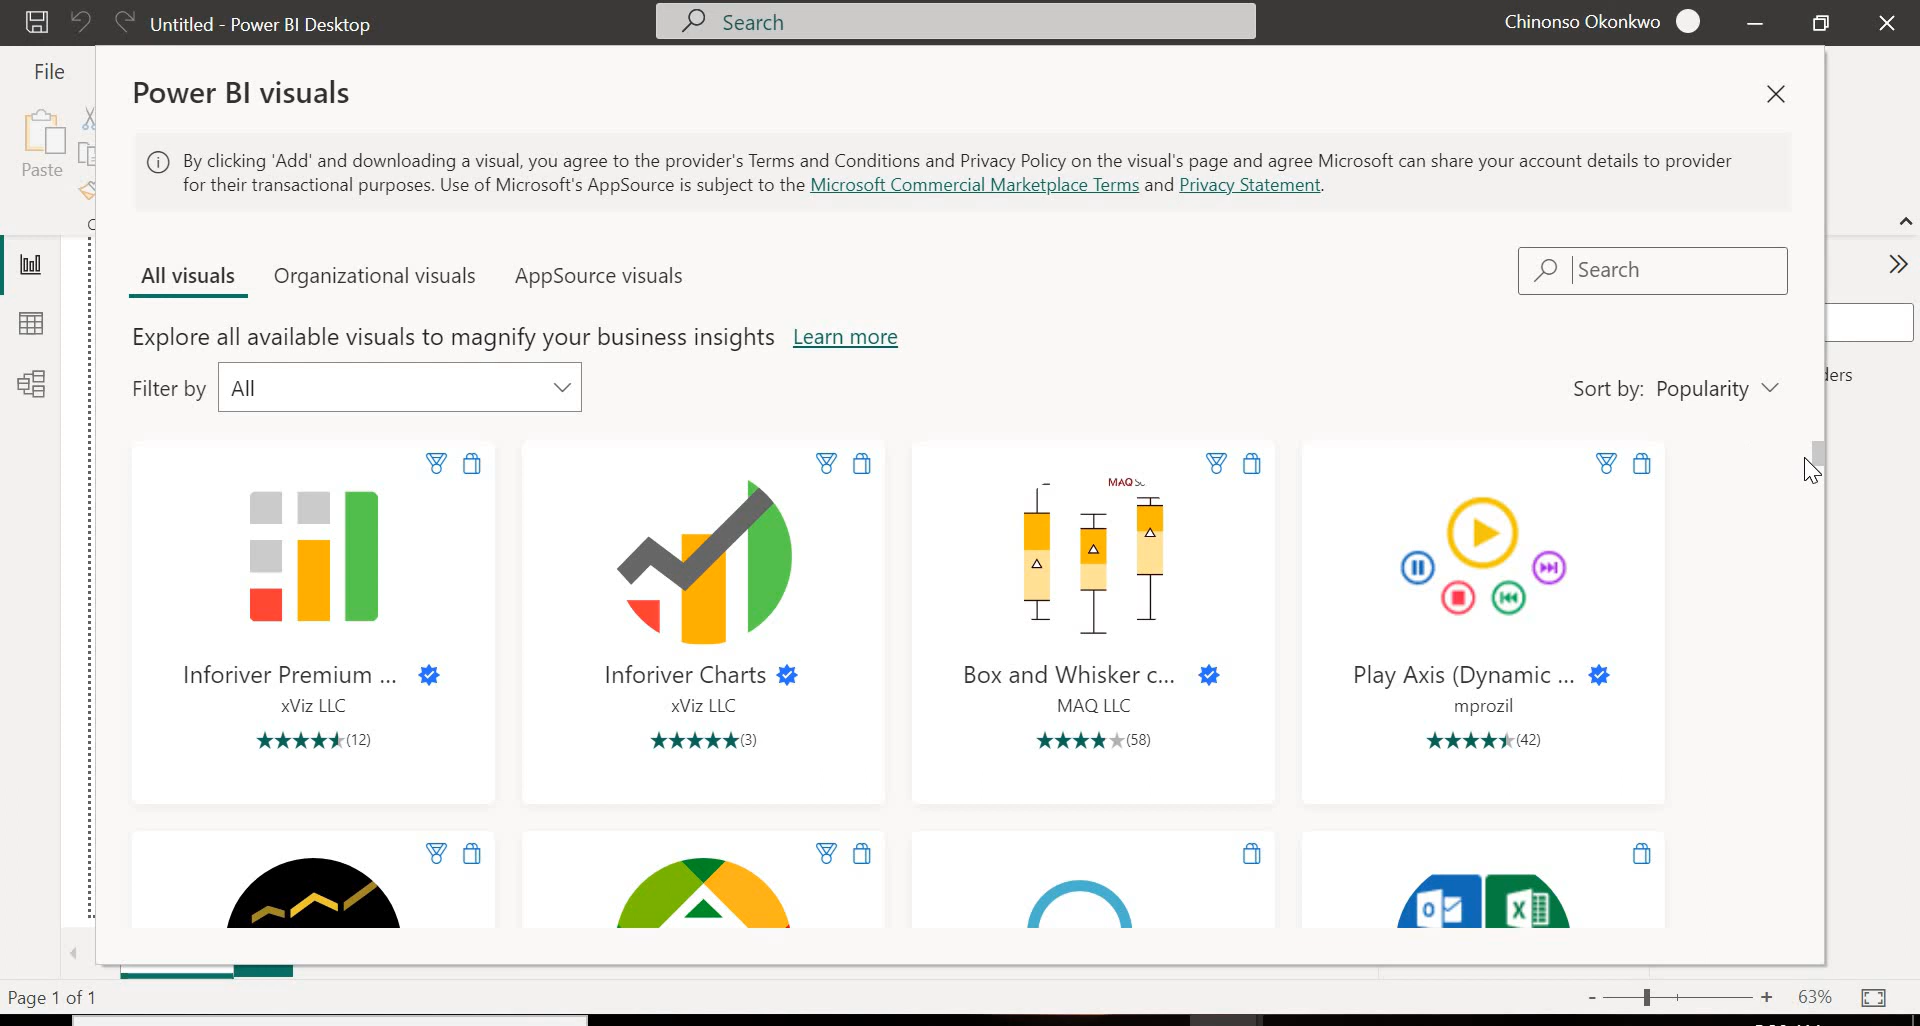 Untitled - Power BI Desktop
Search
Chinonso Okonkwo
File
Paste
Power BI visuals
By clicking 'Add' and downloading a visual, you agree to the provider's Terms and Conditions and Privacy Policy on the visual's page and agree Microsoft can share your account details to provider
for their transactional purposes. Use of Microsoft's AppSource is subject to the Microsoft Commercial Marketplace Terms and Privacy Statement.
All visuals
Organizational visuals
AppSource visuals
Search
Explore all available visuals to magnify your business insights Learn more
Filter by All
Sort by: Popularity
ders
Inforiver Premium ...
xViz LLC
(12)
Inforiver Charts
xViz LLC
(3)
MAQ
Box and Whisker c...
MAQ LLC
(58)
Play Axis (Dynamic ...
mprozil
(42)
Page 1 of 1
- + 63%